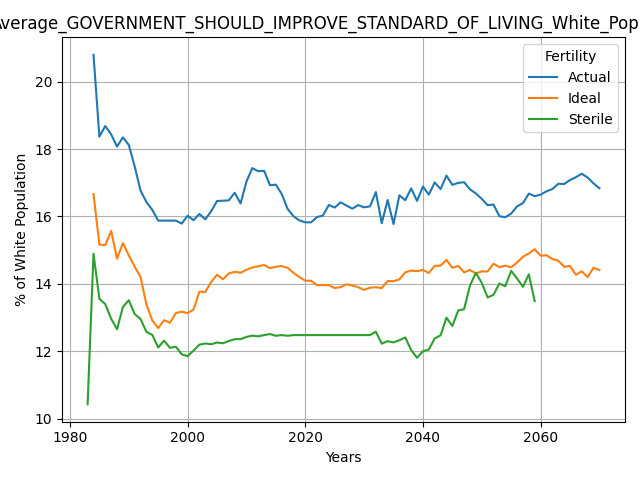 Average_GOVERNMENT_SHOULD_IMPROVE_STANDARD_OF_LIVING_White_Pop
Fertility
Actual
Ideal
Sterile
% of White Population
20
18
16
14
12
10
1980
2000
2020
2040
2060
Years